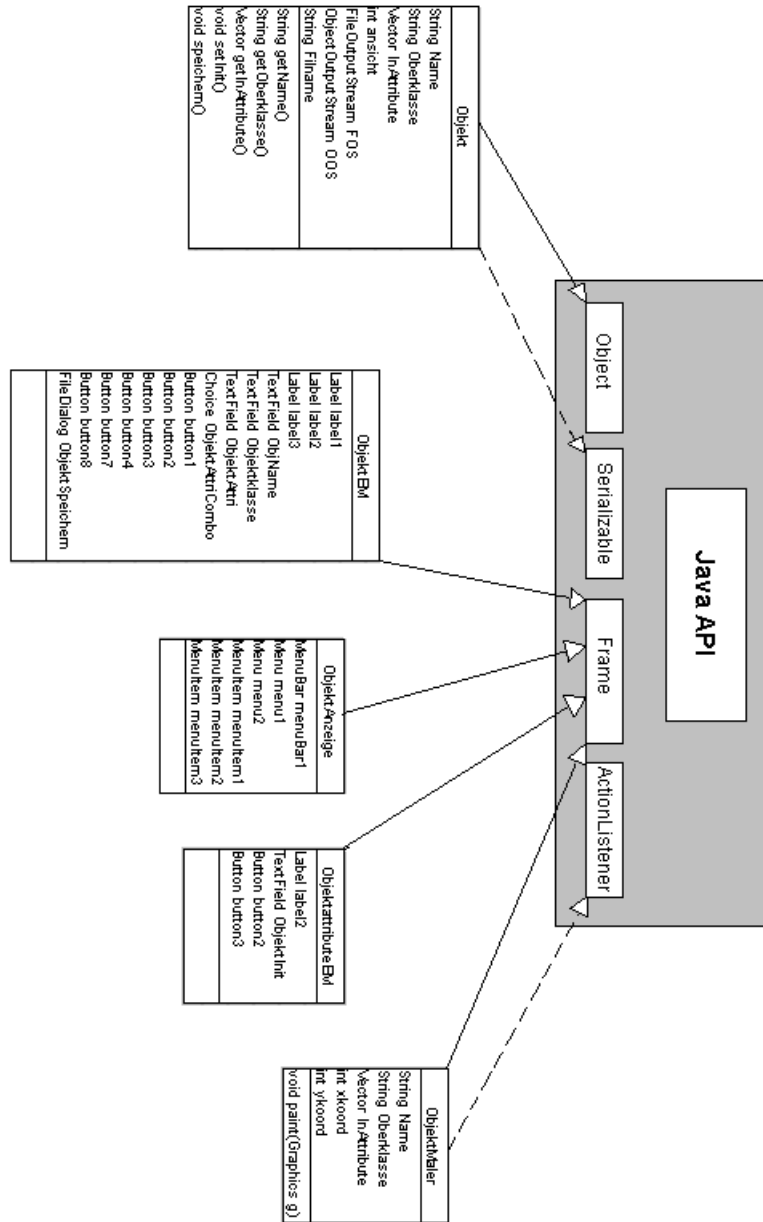 Java API
Object
Serializable
Frame
ActionListener
Objekt
String Name
String Oberklasse
Vector InAttribute
int ansicht
FileOutputStream FOS
ObjectOutputStream OOS
String Filname
String getName()
String getOberklasse()
Vector getInAttribute()
void setInit()
void speichern()
ObjektEM
Label label1
Label label2
Label label3
TextField ObjName
TextField Objektklasse
TextField ObjektAttri
Choice ObjektAttriCombo
Button button1
Button button2
Button button3
Button button4
Button button7
Button button8
FileDialog ObjektSpeichern
ObjektAnzeige
MenuBar menuBar1
Menu menu1
Menu menu2
MenuItem menuItem1
MenuItem menuItem2
MenuItem menuItem3
ObjektattributeEM
Label label2
TextField ObjektInit
Button button2
Button button3
ObjektMaler
String Name
String Oberklasse
Vector InAttribute
int xkoord
int ykoord
void paint(Graphics g)